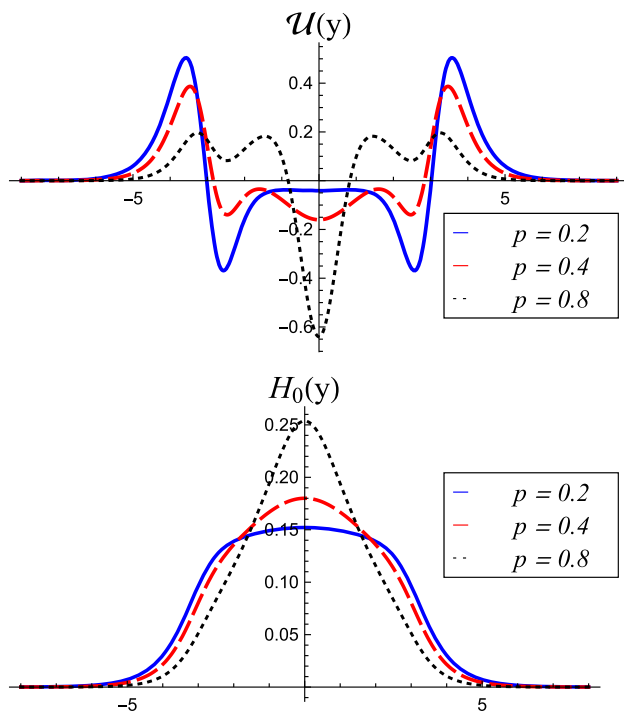 𝒰(y)
0.4
0.2
−5
5
−0.2
−0.4
−0.6
p = 0.2
p = 0.4
p = 0.8
H₀(y)
0.25
0.20
0.15
0.10
0.05
−5
5
p = 0.2
p = 0.4
p = 0.8